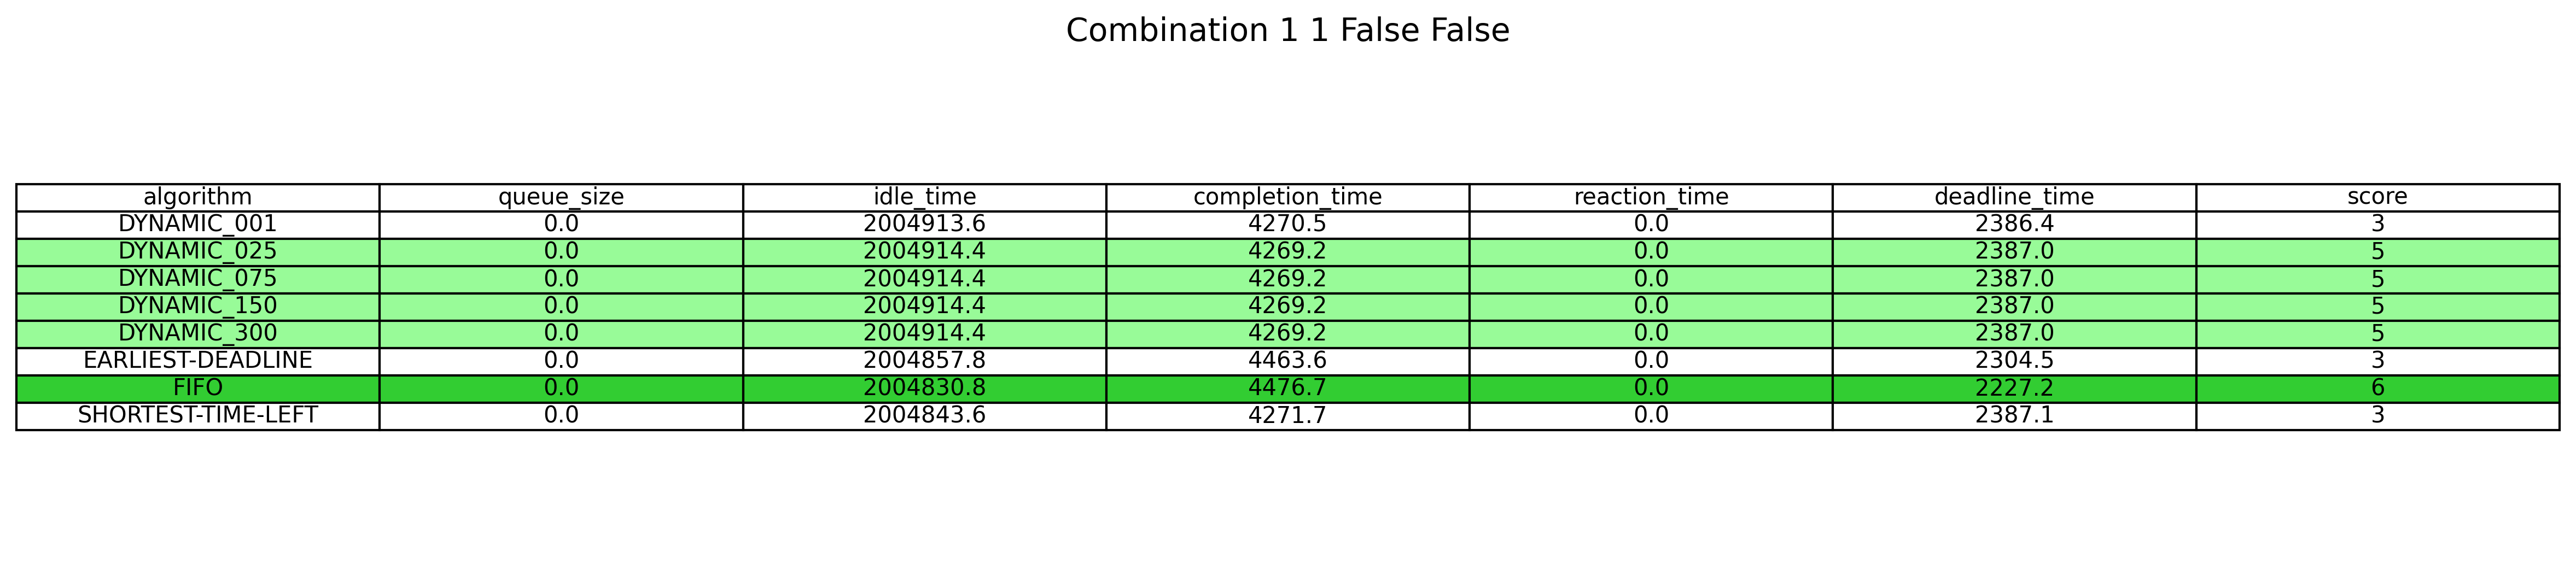 Combination 1 1 False False
algorithm queue_size idle_time completion_time reaction_time deadline_time score
DYNAMIC_001 0.0 2004913.6 4270.5 0.0 2386.4 3
DYNAMIC_025 0.0 2004914.4 4269.2 0.0 2387.0 5
DYNAMIC_075 0.0 2004914.4 4269.2 0.0 2387.0 5
DYNAMIC_150 0.0 2004914.4 4269.2 0.0 2387.0 5
DYNAMIC_300 0.0 2004914.4 4269.2 0.0 2387.0 5
EARLIEST-DEADLINE 0.0 2004857.8 4463.6 0.0 2304.5 3
FIFO 0.0 2004830.8 4476.7 0.0 2227.2 6
SHORTEST-TIME-LEFT 0.0 2004843.6 4271.7 0.0 2387.1 3